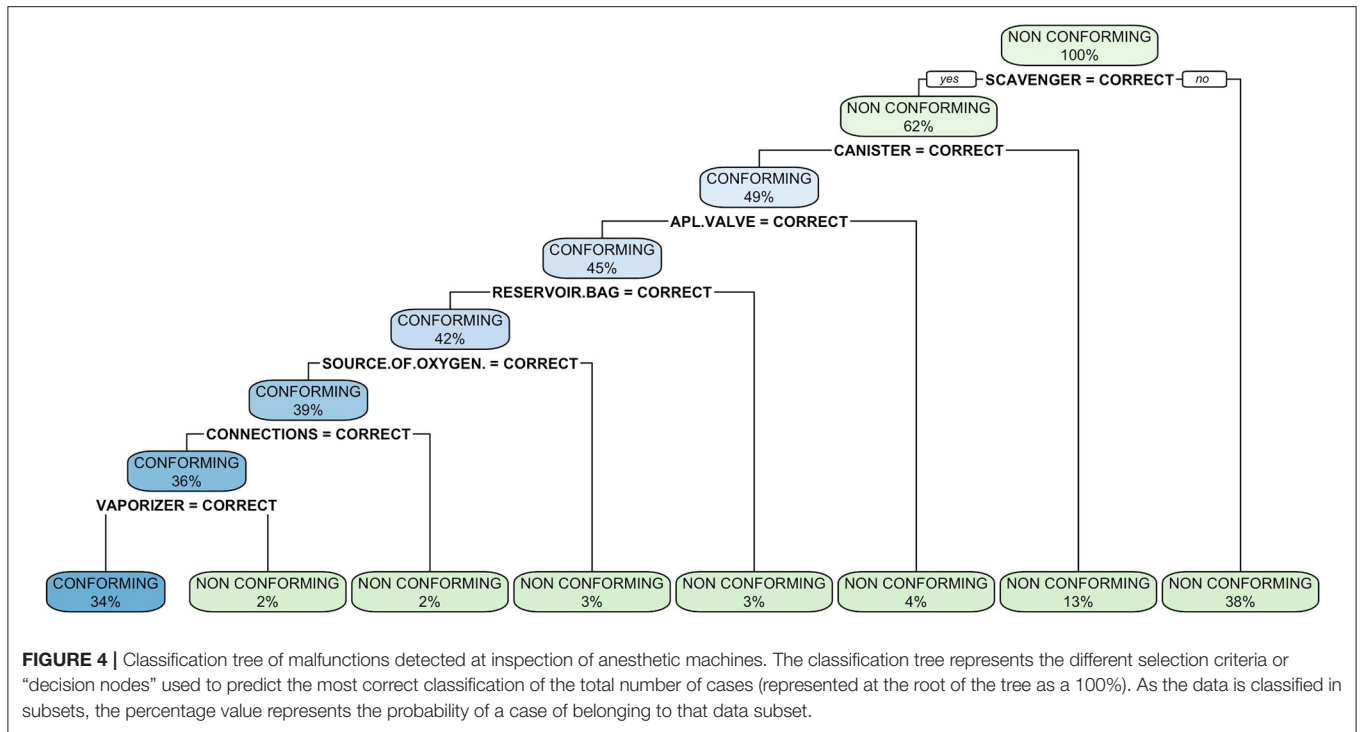 NON CONFORMING
100%
yes SCAVENGER = CORRECT no
NON CONFORMING
62%
CANISTER = CORRECT
CONFORMING
49%
APL.VALVE = CORRECT
CONFORMING
45%
RESERVOIR.BAG = CORRECT
CONFORMING
42%
SOURCE.OF.OXYGEN. = CORRECT
CONFORMING
39%
CONNECTIONS = CORRECT
CONFORMING
36%
VAPORIZER = CORRECT
CONFORMING NON CONFORMING NON CONFORMING NON CONFORMING NON CONFORMING NON CONFORMING NON CONFORMING NON CONFORMING
34% 2% 2% 3% 3% 4% 13% 38%
FIGURE 4 | Classification tree of malfunctions detected at inspection of anesthetic machines. The classification tree represents the different selection criteria or
“decision nodes” used to predict the most correct classification of the total number of cases (represented at the root of the tree as a 100%). As the data is classified in
subsets, the percentage value represents the probability of a case of belonging to that data subset.